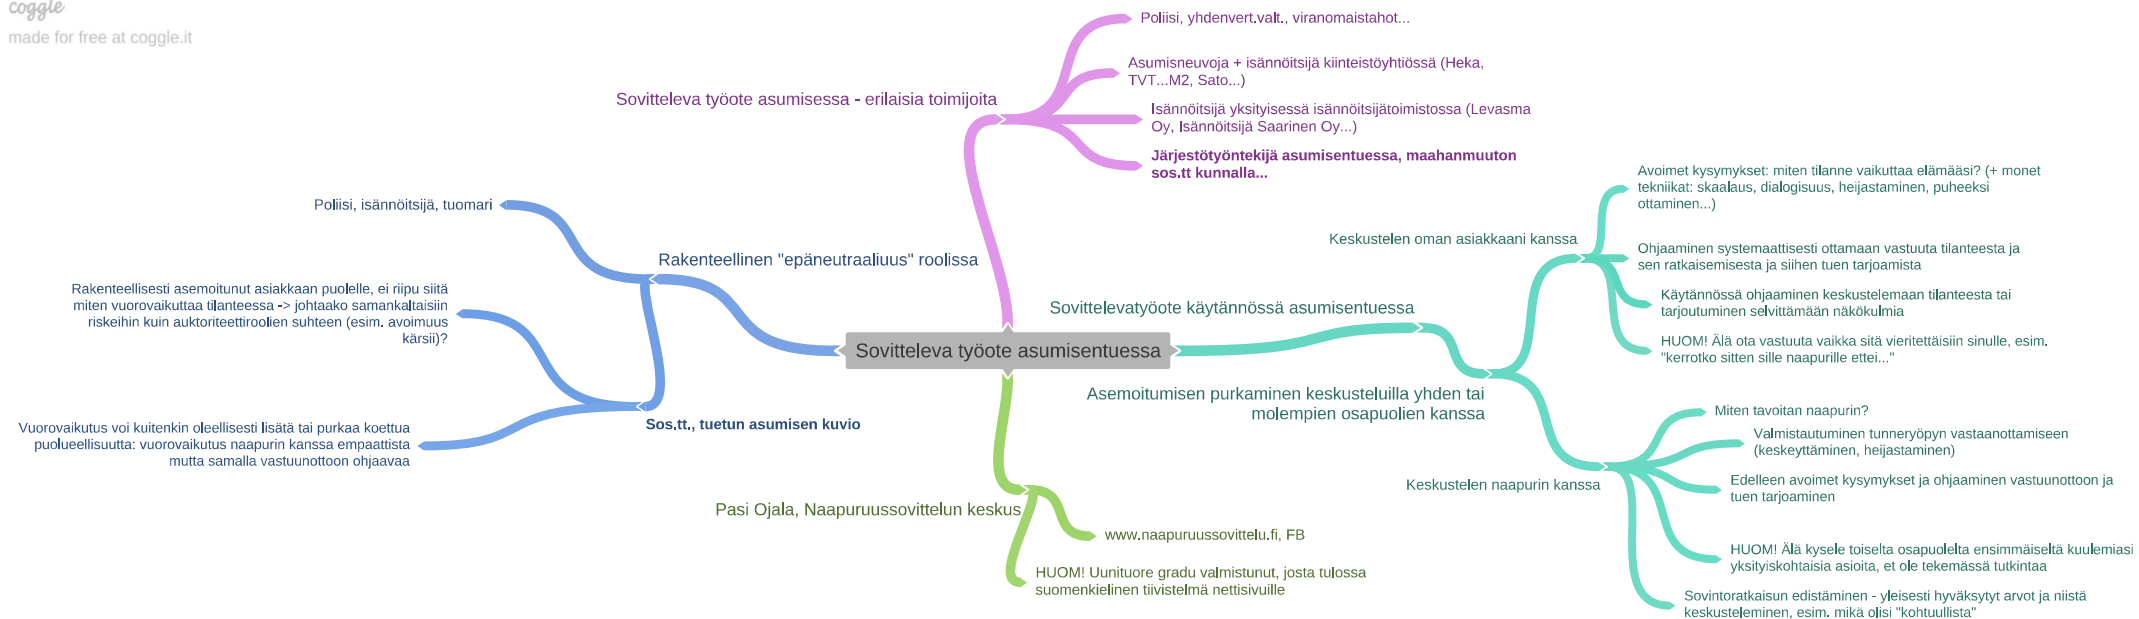 coggle
made for free at coggle.it
Poliisi, yhdenvert.valt., viranomaistahot...
Asumisneuvoja + isännöitsijä kiinteistöyhtiössä (Heka,
TVT...M2, Sato...)
Sovitteleva työote asumisessa - erilaisia toimijoita
Isännöitsijä yksityisessä isännöitsijätoimistossa (Levasma
Oy, Isännöitsijä Saarinen Oy...)
Järjestötyöntekijä asumisentuessa, maahanmuuton
sos.tt kunnalla...
Poliisi, isännöitsijä, tuomari
Rakenteellinen "epäneutraaliuus" roolissa
Rakenteellisesti asemoitunut asiakkaan puolelle, ei riipu siitä
miten vuorovaikuttaa tilanteessa -> johtaako samankaltaisiin
riskeihin kuin auktoriteettiroolien suhteen (esim. avoimuus
kärsii)?
Sos.tt., tuetun asumisen kuvio
Vuorovaikutus voi kuitenkin oleellisesti lisätä tai purkaa koettua
puolueellisuutta: vuorovaikutus naapurin kanssa empaattista
mutta samalla vastuunottoon ohjaavaa
Sovitteleva työote asumisentuessa
Sovittelevatyöote käytännössä asumisentuessa
Asemoitumisen purkaminen keskusteluilla yhden tai
molempien osapuolien kanssa
Keskustelen oman asiakkaani kanssa
Avoimet kysymykset: miten tilanne vaikuttaa elämääsi? (+ monet
tekniikat: skaalaus, dialogisuus, heijastaminen, puheeksi
ottaminen...)
Ohjaaminen systemaattisesti ottamaan vastuuta tilanteesta ja
sen ratkaisemisesta ja siihen tuen tarjoamista
Käytännössä ohjaaminen keskustelemaan tilanteesta tai
tarjoutuminen selvittämään näkökulmia
HUOM! Älä ota vastuuta vaikka sitä vieritettäisiin sinulle, esim.
"kerrotko sitten sille naapurille ettei..."
Keskustelen naapurin kanssa
Miten tavoitan naapurin?
Valmistautuminen tunneryöpyn vastaanottamiseen
(keskeyttäminen, heijastaminen)
Edelleen avoimet kysymykset ja ohjaaminen vastuunottoon ja
tuen tarjoaminen
HUOM! Älä kysele toiselta osapuolelta ensimmäiseltä kuulemiasi
yksityiskohtaisia asioita, et ole tekemässä tutkintaa
Sovintoratkaisun edistäminen - yleisesti hyväksytyt arvot ja niistä
keskusteleminen, esim. mikä olisi "kohtuullista"
Pasi Ojala, Naapuruussovittelun keskus
www.naapuruussovittelu.fi, FB
HUOM! Uunituore gradu valmistunut, josta tulossa
suomenkielinen tiivistelmä nettisivuille